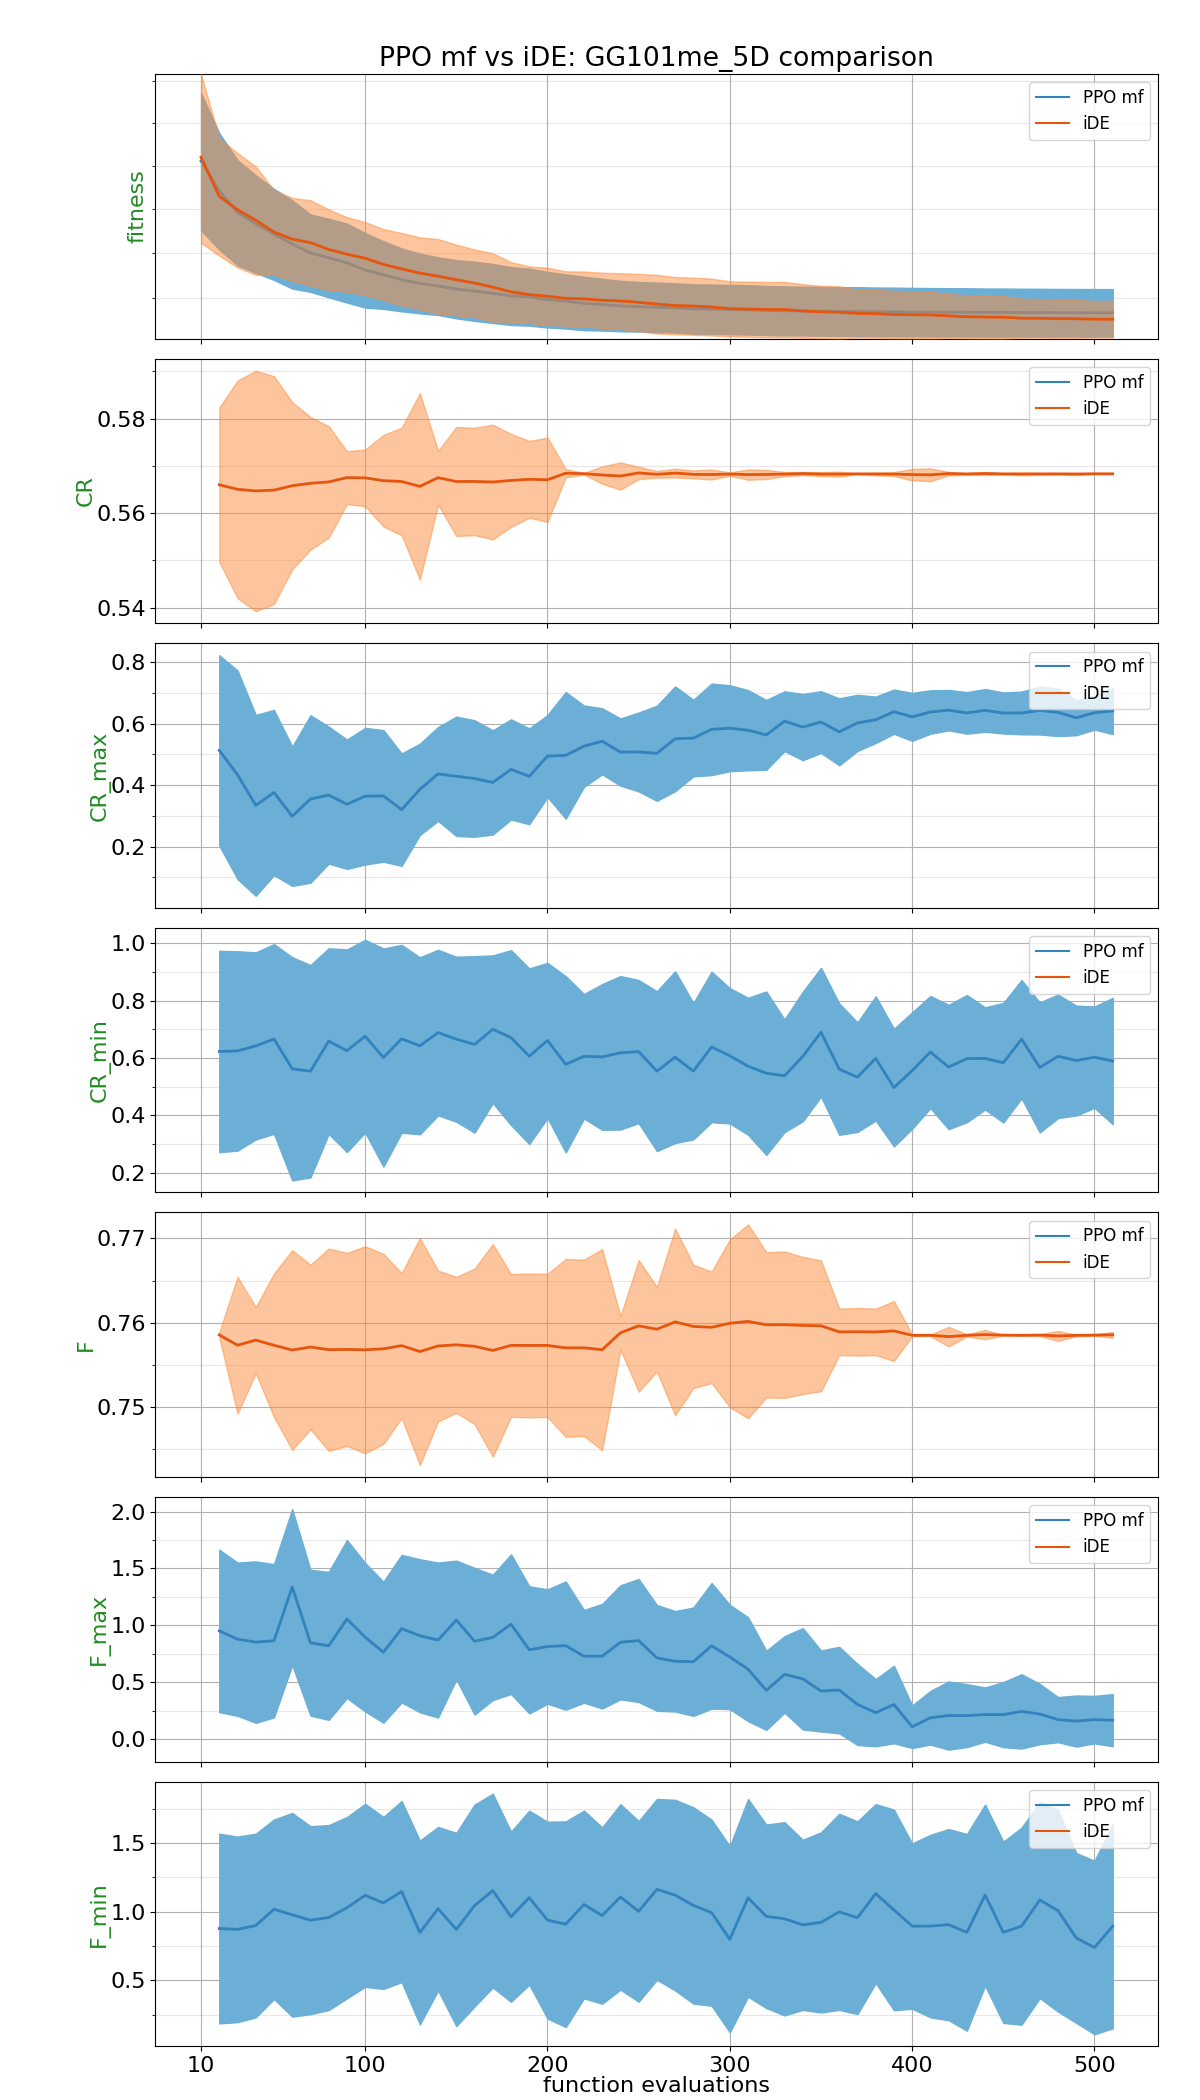 PPO mf vs iDE: GG101me_5D comparison
fitness
PPO mf
iDE
CR
0.58
0.56
0.54
PPO mf
iDE
CR_max
0.8
0.6
0.4
0.2
PPO mf
iDE
CR_min
1.0
0.8
0.6
0.4
0.2
PPO mf
iDE
F
0.77
0.76
0.75
PPO mf
iDE
F_max
2.0
1.5
1.0
0.5
0.0
PPO mf
iDE
F_min
1.5
1.0
0.5
PPO mf
iDE
10 100 200 300 400 500
function evaluations